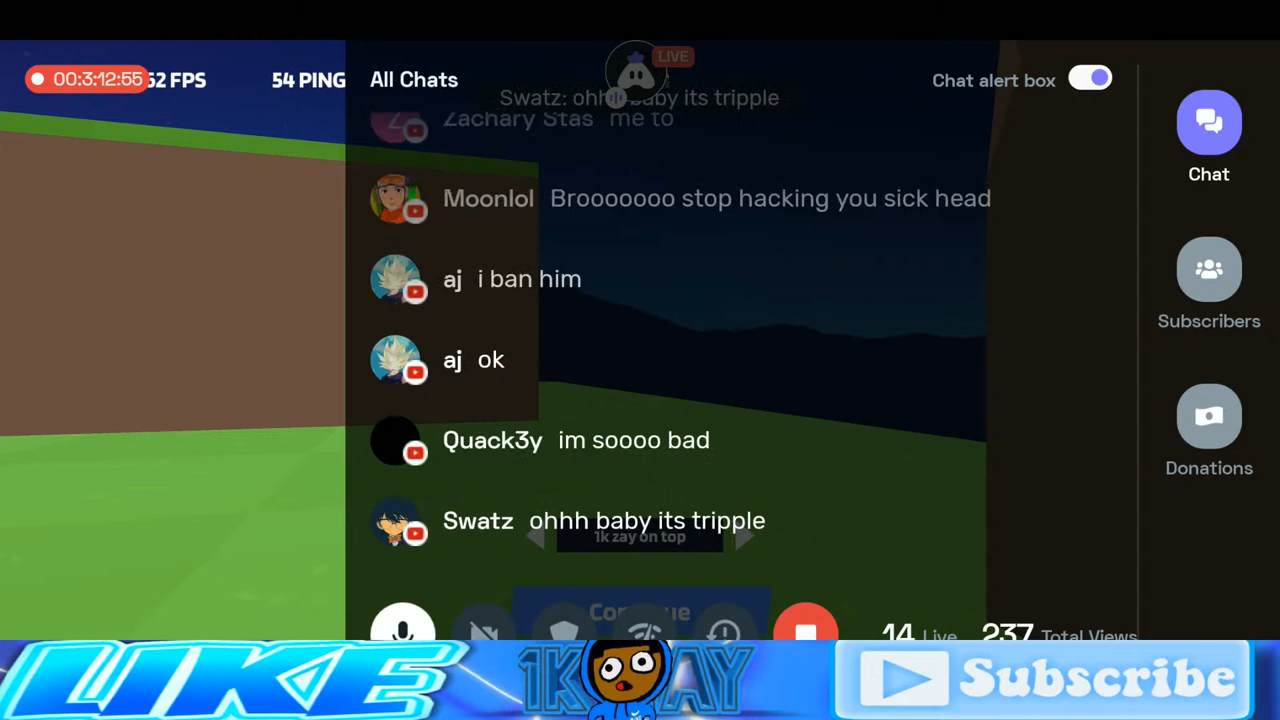 00:3:12:55 62 FPS 54 PING All Chats LIVE Chat alert box
Swatz: ohhh baby its tripple
Zachary Stas me to
Moonlol Brooooooo stop hacking you sick head
Chat
aj i ban him
Subscribers
aj ok
Quack3y im soooo bad
Donations
Swatz ohhh baby its tripple
1k zay on top
Continue
14 Live 237 Total Views
LIKE 1KZAY Subscribe